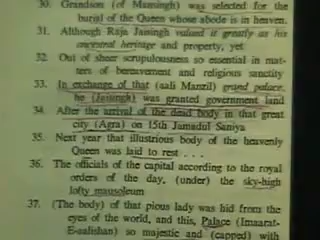 30. Grandson (of Mansingh) was selected for the
burial of the Queen whose abode is in heaven.
31. Although Raja Jaisingh valued it greatly as his
ancestral heritage and property, yet
32. Out of sheer scrupulousness so essential in mat-
ters of bereavement and religious sanctity
33. In exchange of that (aali Manzil) grand palace,
he (Jaisingh) was granted government land
34. After the arrival of the dead body in that great
city (Agra) on 15th Jamadul Saniya
35. Next year that illustrious body of the heavenly
Queen was laid to rest . . .
36. The officials of the capital according to the royal
orders of the day, (under) the sky-high
lofty mausoleum
37. (The body) of that pious lady was hid from the
eyes of the world, and this, Palace (Imaarat-
E-aalishan) so majestic and (capped) with